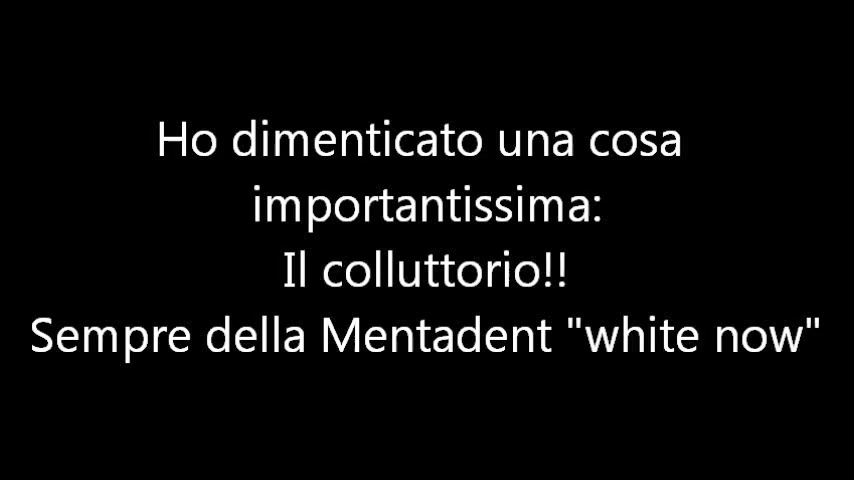 Ho dimenticato una cosa
importantissima:
Il colluttorio!!
Sempre della Mentadent "white now"